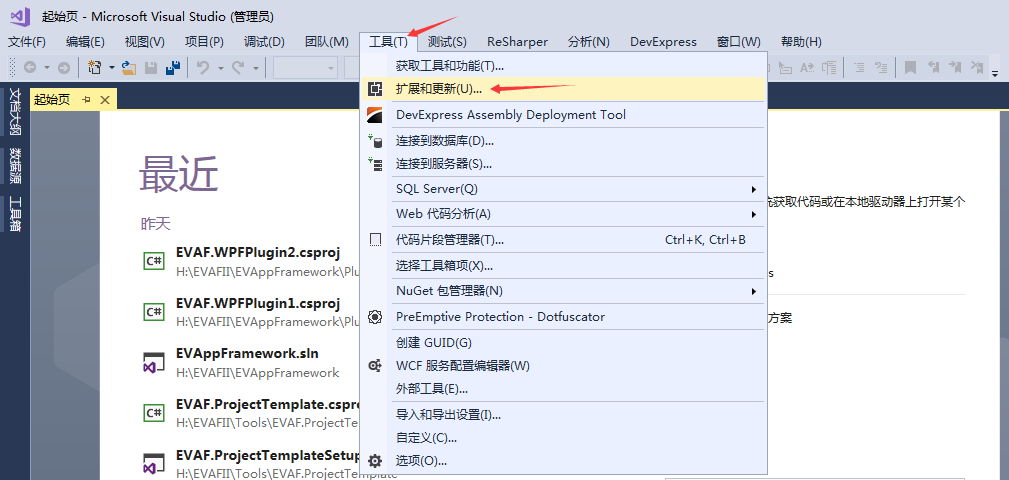 起始页 - Microsoft Visual Studio (管理员)
文件(F) 编辑(E) 视图(V) 项目(P) 调试(D) 团队(M) 工具(T) 测试(S) ReSharper 分析(N) DevExpress 窗口(W) 帮助(H)
获取工具和功能(T)...
扩展和更新(U)...
DevExpress Assembly Deployment Tool
连接到数据库(D)...
连接到服务器(S)...
SQL Server(Q)
Web 代码分析(A)
代码片段管理器(T)... Ctrl+K, Ctrl+B
选择工具箱项(X)...
NuGet 包管理器(N)
PreEmptive Protection - Dotfuscator
创建 GUID(G)
WCF 服务配置编辑器(W)
外部工具(E)...
导入和导出设置(I)...
自定义(C)...
选项(O)...
文档大纲
数据源
工具箱
起始页
最近
昨天
EVAF.WPFPlugin2.csproj
H:\EVAFII\EVAppFramework\Plu
EVAF.WPFPlugin1.csproj
H:\EVAFII\EVAppFramework\Plu
EVAppFramework.sln
H:\EVAFII\EVAppFramework
EVAF.ProjectTemplate.cspro
H:\EVAFII\Tools\EVAF.ProjectTe
EVAF.ProjectTemplateSetup
H:\EVAFII\Tools\EVAF.ProjectTemplate
获取代码或在本地驱动器上打开某个
s
方案